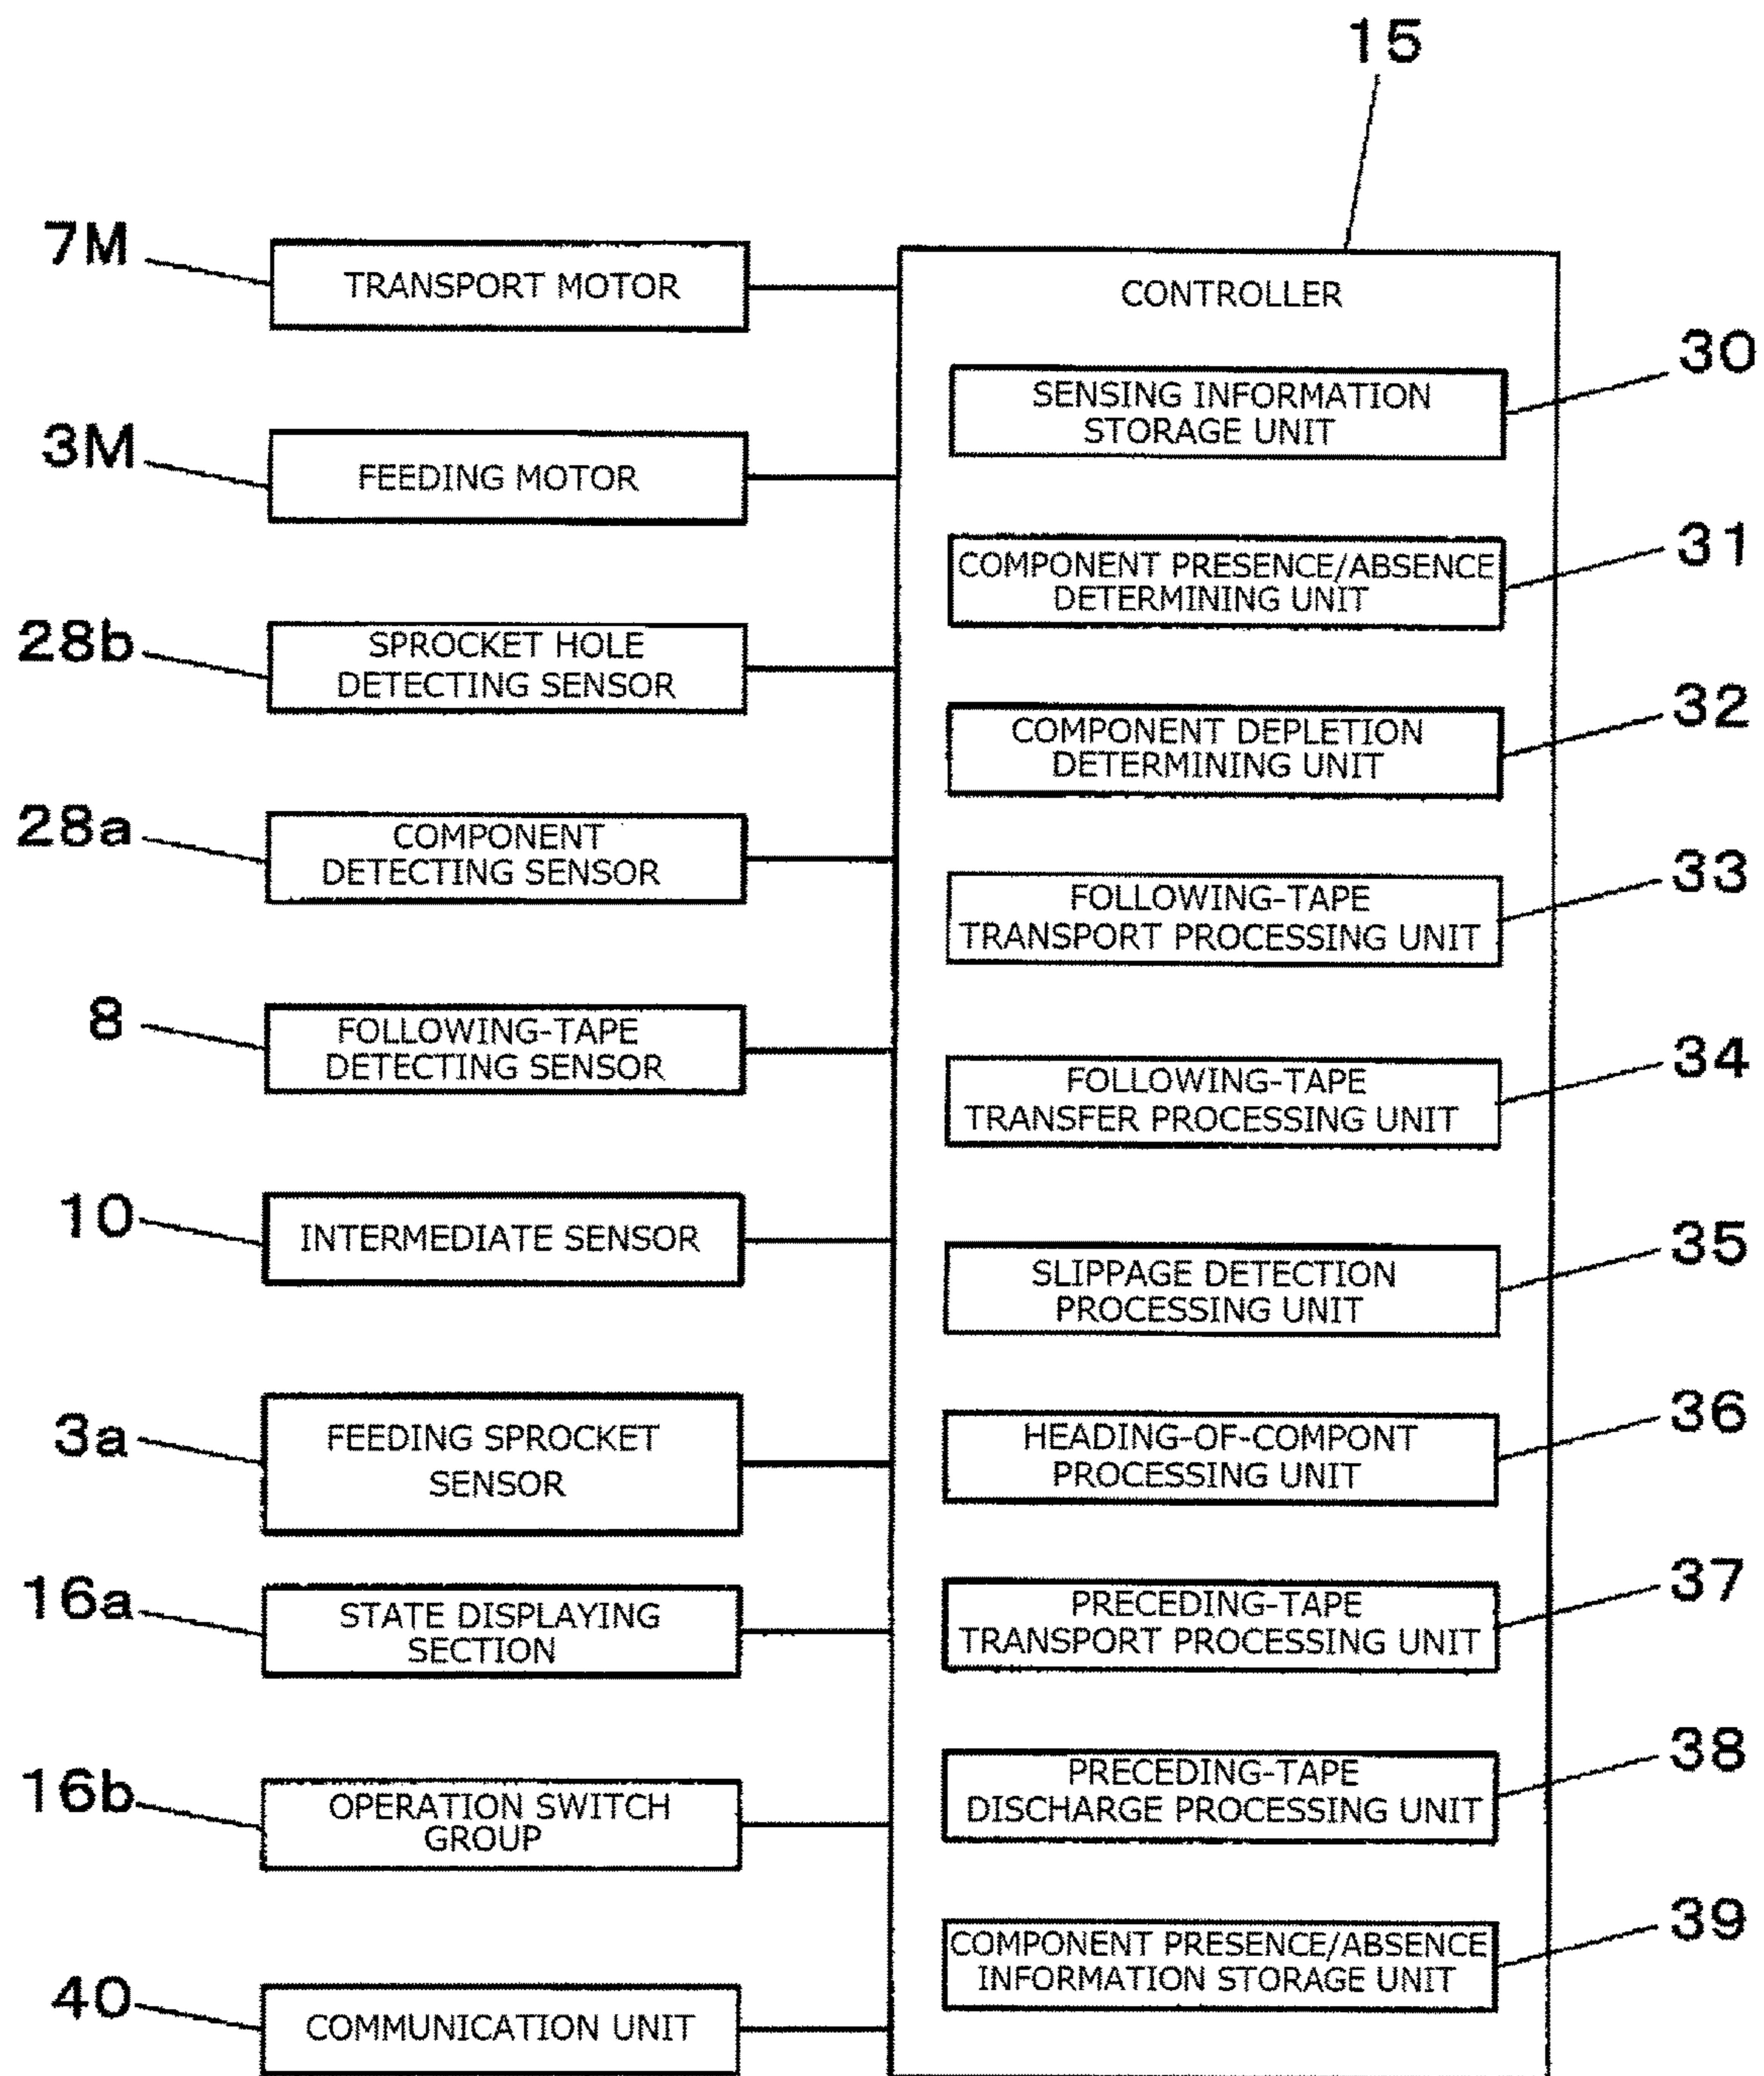 15
7M
TRANSPORT MOTOR
3M
FEEDING MOTOR
28b
SPROCKET HOLE
DETECTING SENSOR
28a
COMPONENT
DETECTING SENSOR
8
FOLLOWING-TAPE
DETECTING SENSOR
10
INTERMEDIATE SENSOR
3a
FEEDING SPROCKET
SENSOR
16a
STATE DISPLAYING
SECTION
16b
OPERATION SWITCH
GROUP
40
COMMUNICATION UNIT
CONTROLLER
SENSING INFORMATION
STORAGE UNIT
30
COMPONENT PRESENCE/ABSENCE
DETERMINING UNIT
31
COMPONENT DEPLETION
DETERMINING UNIT
32
FOLLOWING-TAPE
TRANSPORT PROCESSING UNIT
33
FOLLOWING-TAPE
TRANSFER PROCESSING UNIT
34
SLIPPAGE DETECTION
PROCESSING UNIT
35
HEADING-OF-COMPONT
PROCESSING UNIT
36
PRECEDING-TAPE
TRANSPORT PROCESSING UNIT
37
PRECEDING-TAPE
DISCHARGE PROCESSING UNIT
38
COMPONENT PRESENCE/ABSENCE
INFORMATION STORAGE UNIT
39